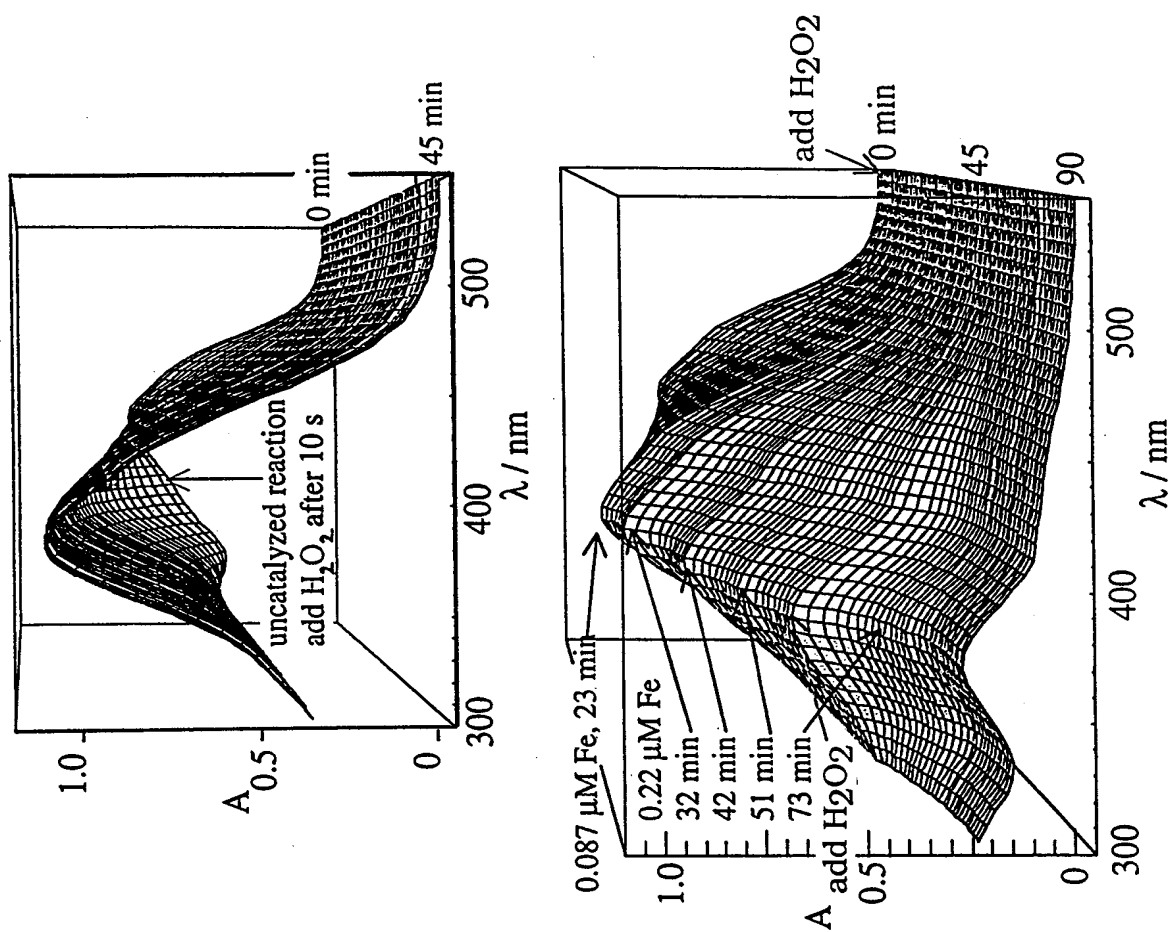 1.0
A 0.5
0
300
400
500
λ / nm
0 min
45 min
uncatalyzed reaction
add H₂O₂ after 10 s
0.087 μM Fe, 23 min
0.22 μM Fe
32 min
42 min
51 min
73 min
add H2O2
1.0
A 0.5
0
300
400
500
λ / nm
add H2O2
0 min
45
90